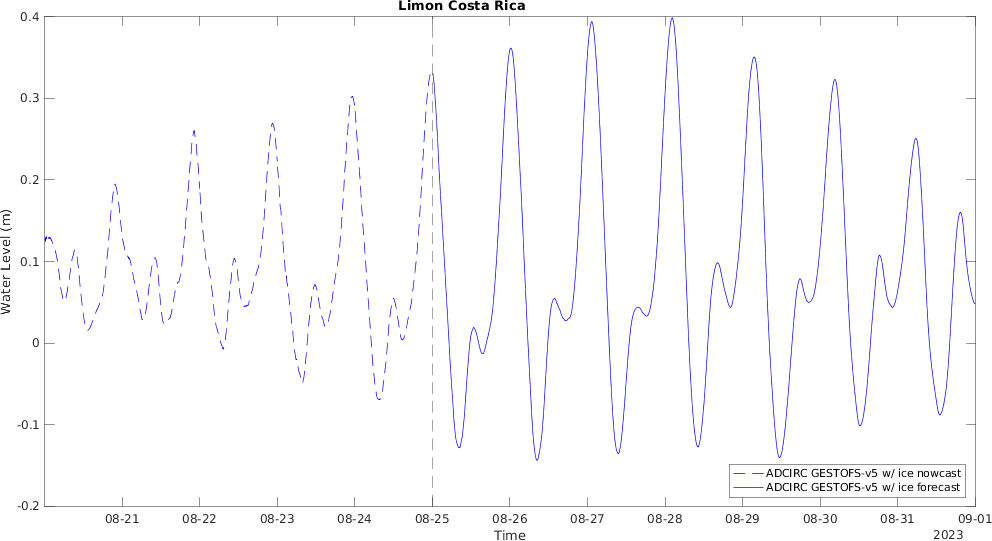 Limon Costa Rica
0.4
0.3
0.2
0.1
0
-0.1
-0.2
Water Level (m)
ADCIRC GESTOFS-v5 w/ ice nowcast
ADCIRC GESTOFS-v5 w/ ice forecast
08-21 08-22 08-23 08-24 08-25 08-26 08-27 08-28 08-29 08-30 08-31 09-01
Time
2023